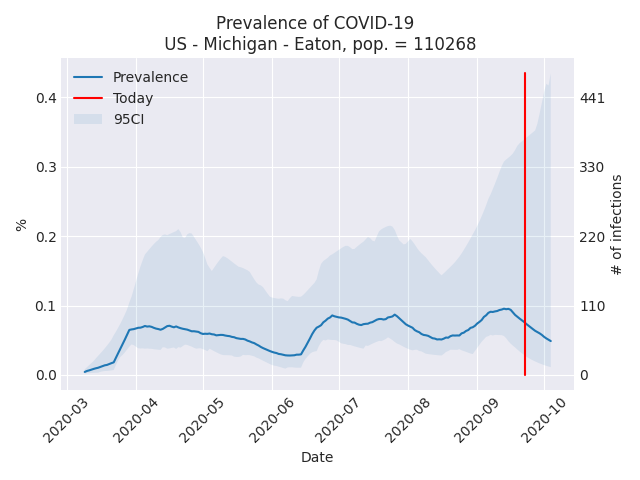 Prevalence of COVID-19
US - Michigan - Eaton, pop. = 110268
Prevalence
Today
95CI
0.4
0.3
0.2
0.1
0.0
%
441
330
220
110
0
# of infections
2020-03
2020-04
2020-05
2020-06
2020-07
2020-08
2020-09
2020-10
Date